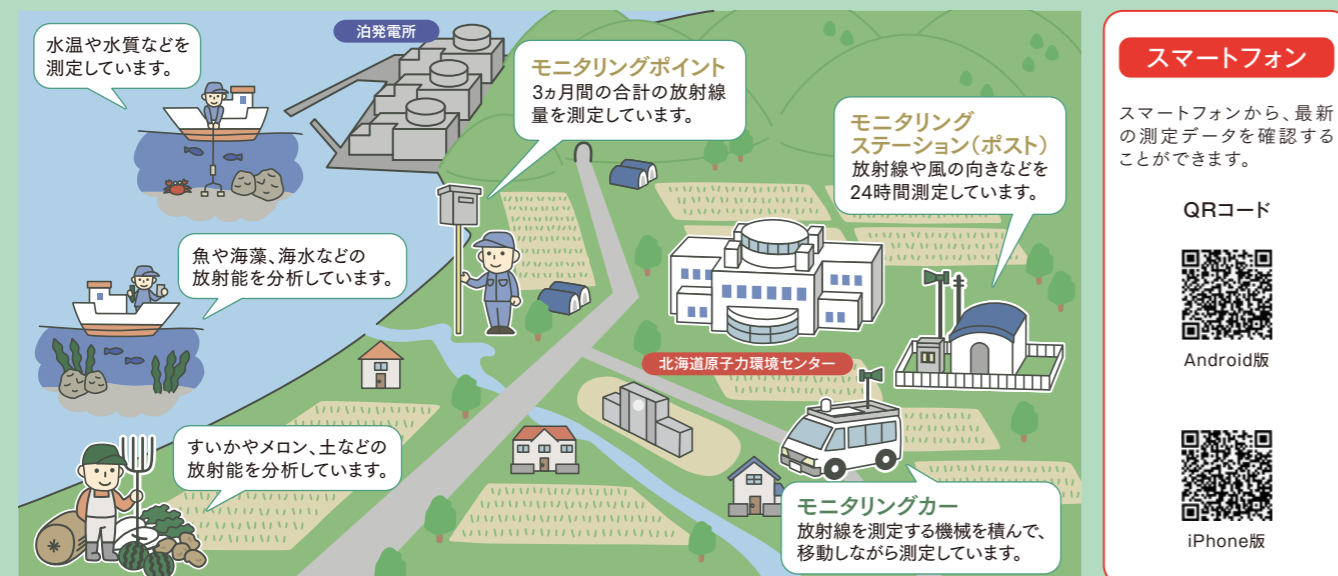 水温や水質などを
測定しています。
泊発電所
モニタリングポイント
3ヵ月間の合計の放射線
量を測定しています。
モニタリング
ステーション（ポスト）
放射線や風の向きなどを
24時間測定しています。
魚や海藻、海水などの
放射能を分析しています。
北海道原子力環境センター
すいかやメロン、土などの
放射能を分析しています。
モニタリングカー
放射線を測定する機械を積んで、
移動しながら測定しています。
スマートフォン
スマートフォンから、最新
の測定データを確認する
ことができます。
QRコード
Android版
iPhone版